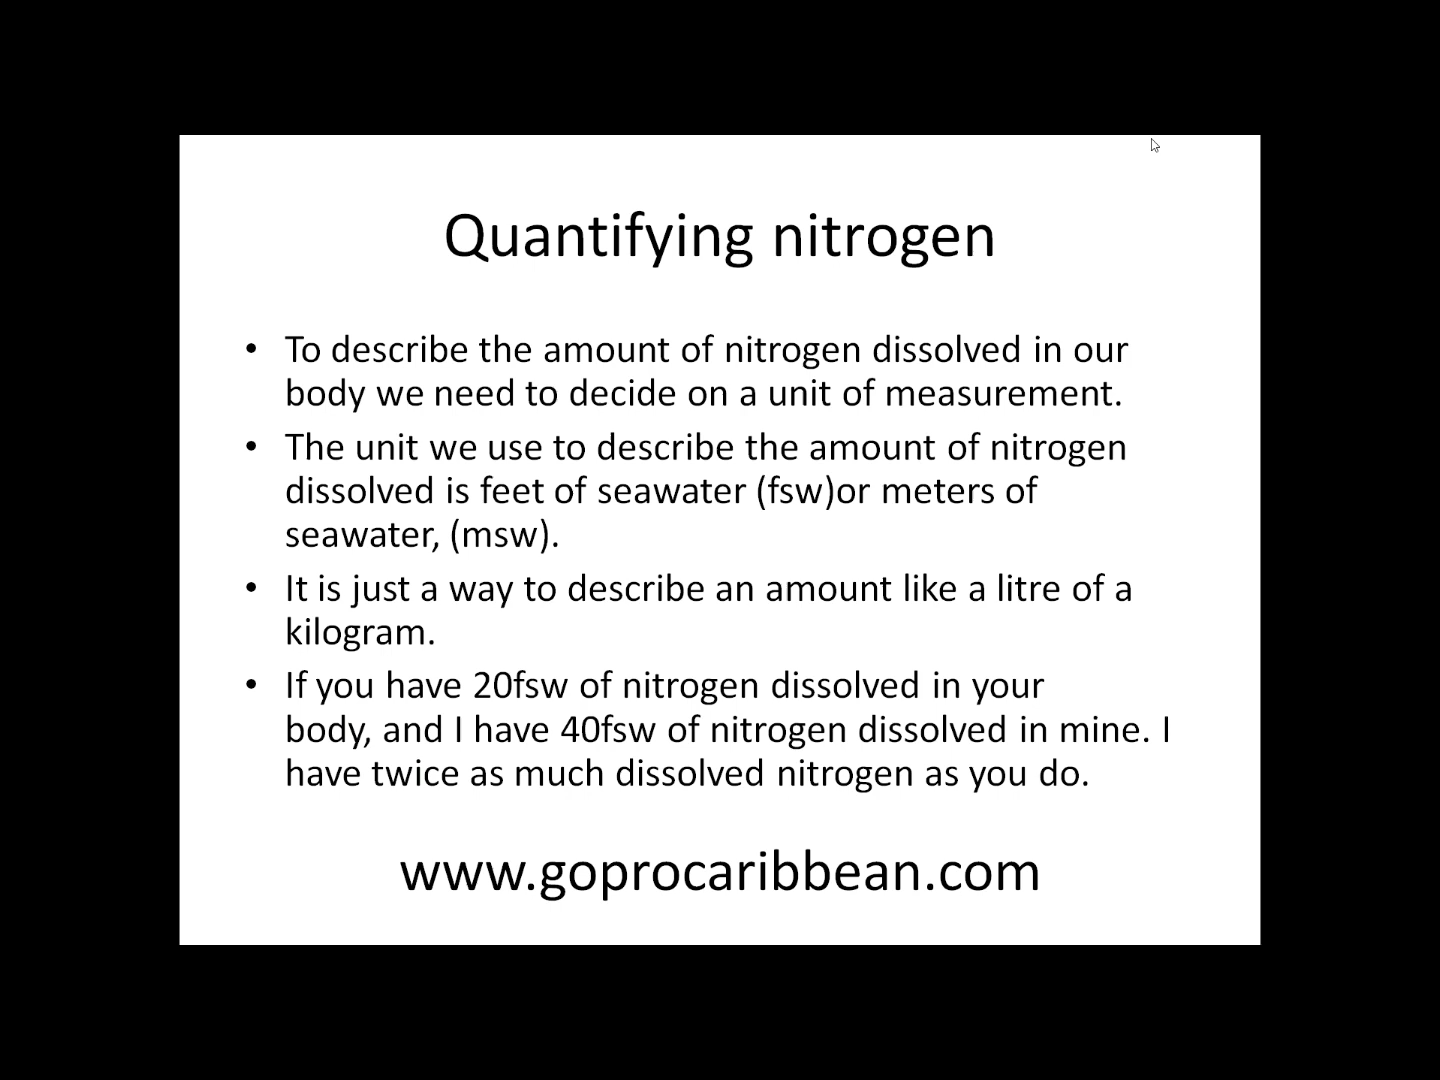 Quantifying nitrogen
• To describe the amount of nitrogen dissolved in our
body we need to decide on a unit of measurement.
• The unit we use to describe the amount of nitrogen
dissolved is feet of seawater (fsw)or meters of
seawater, (msw).
• It is just a way to describe an amount like a litre of a
kilogram.
• If you have 20fsw of nitrogen dissolved in your
body, and I have 40fsw of nitrogen dissolved in mine. I
have twice as much dissolved nitrogen as you do.
www.goprocaribbean.com